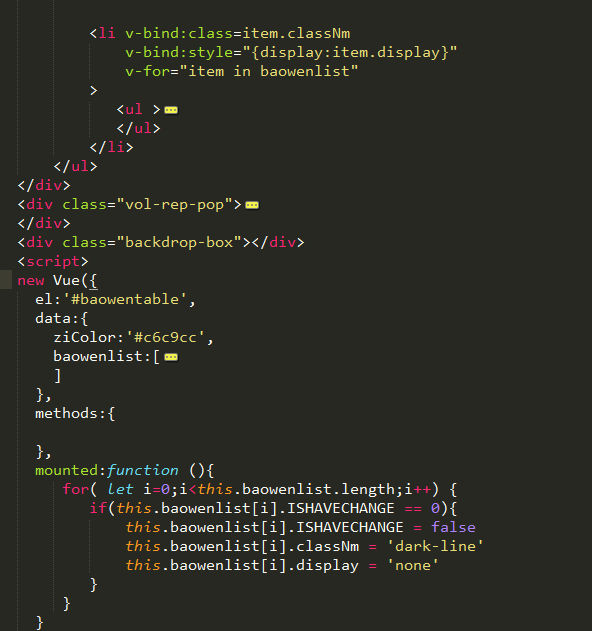 <li v-bind:class=item.classNm
v-bind:style="{display:item.display}"
v-for="item in baowenlist"
>
<ul >
</ul>
</li>
</ul>
</div>
<div class="vol-rep-pop">
</div>
<div class="backdrop-box"></div>
<script>
new Vue({
el:'#baowentable',
data:{
ziColor:'#c6c9cc',
baowenlist:[
]
},
methods:{
},
mounted:function (){
for( let i=0;i<this.baowenlist.length;i++) {
if(this.baowenlist[i].ISHAVECHANGE == 0){
this.baowenlist[i].ISHAVECHANGE = false
this.baowenlist[i].classNm = 'dark-line'
this.baowenlist[i].display = 'none'
}
}
}